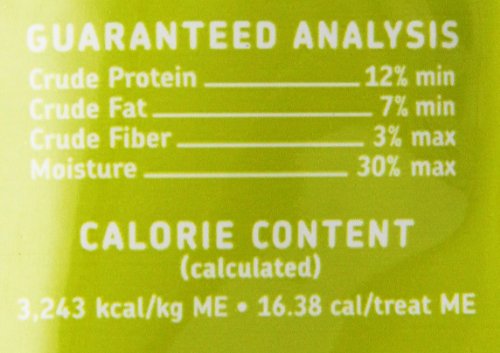 GUARANTEED ANALYSIS
Crude Protein 12% min
Crude Fat 7% min
Crude Fiber 3% max
Moisture 30% max
CALORIE CONTENT
(calculated)
3,243 kcal/kg ME • 16.38 cal/treat ME